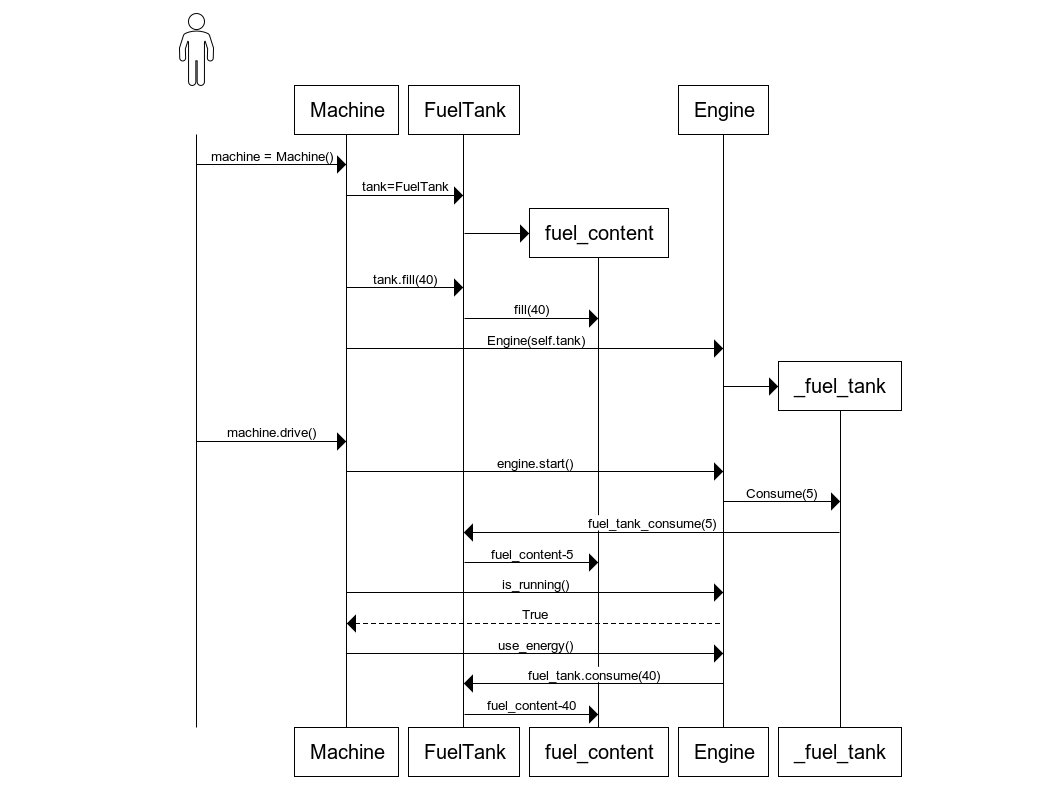 Machine
FuelTank
Engine
machine = Machine()
tank=FuelTank
fuel_content
tank.fill(40)
fill(40)
Engine(self.tank)
_fuel_tank
machine.drive()
engine.start()
Consume(5)
fuel_tank_consume(5)
fuel_content-5
is_running()
True
use_energy()
fuel_tank.consume(40)
fuel_content-40
Machine
FuelTank
fuel_content
Engine
_fuel_tank